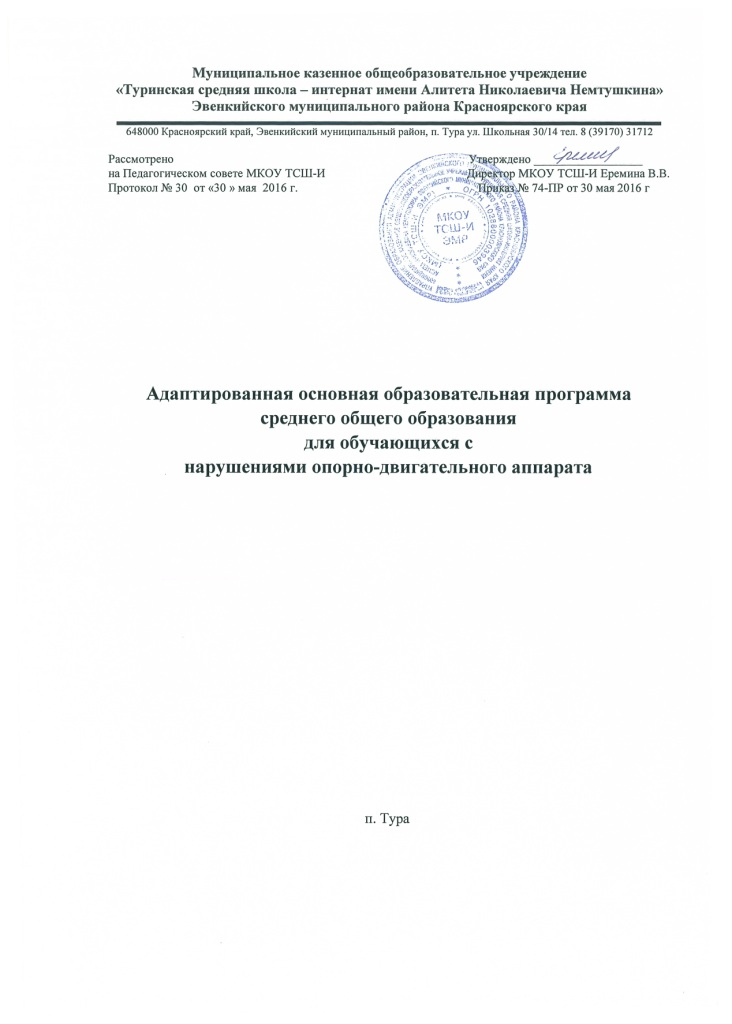 Муниципальное казенное общеобразовательное учреждение
«Туринская средняя школа – интернат имени Алитета Николаевича Немтушкина»
Эвенкийского муниципального района Красноярского края
648000 Красноярский край, Эвенкийский муниципальный район, п. Тура ул. Школьная 30/14 тел. 8 (39170) 31712
Рассмотрено
на Педагогическом совете МКОУ ТСШ-И
Протокол № 30 от «30 » мая 2016 г.
Утверждено
Директор МКОУ ТСШ-И Еремина В.В.
Приказ № 74-ПР от 30 мая 2016 г
МКОУ
ТСШ-И
ЭМР
Адаптированная основная образовательная программа
среднего общего образования
для обучающихся с
нарушениями опорно-двигательного аппарата
п. Тура